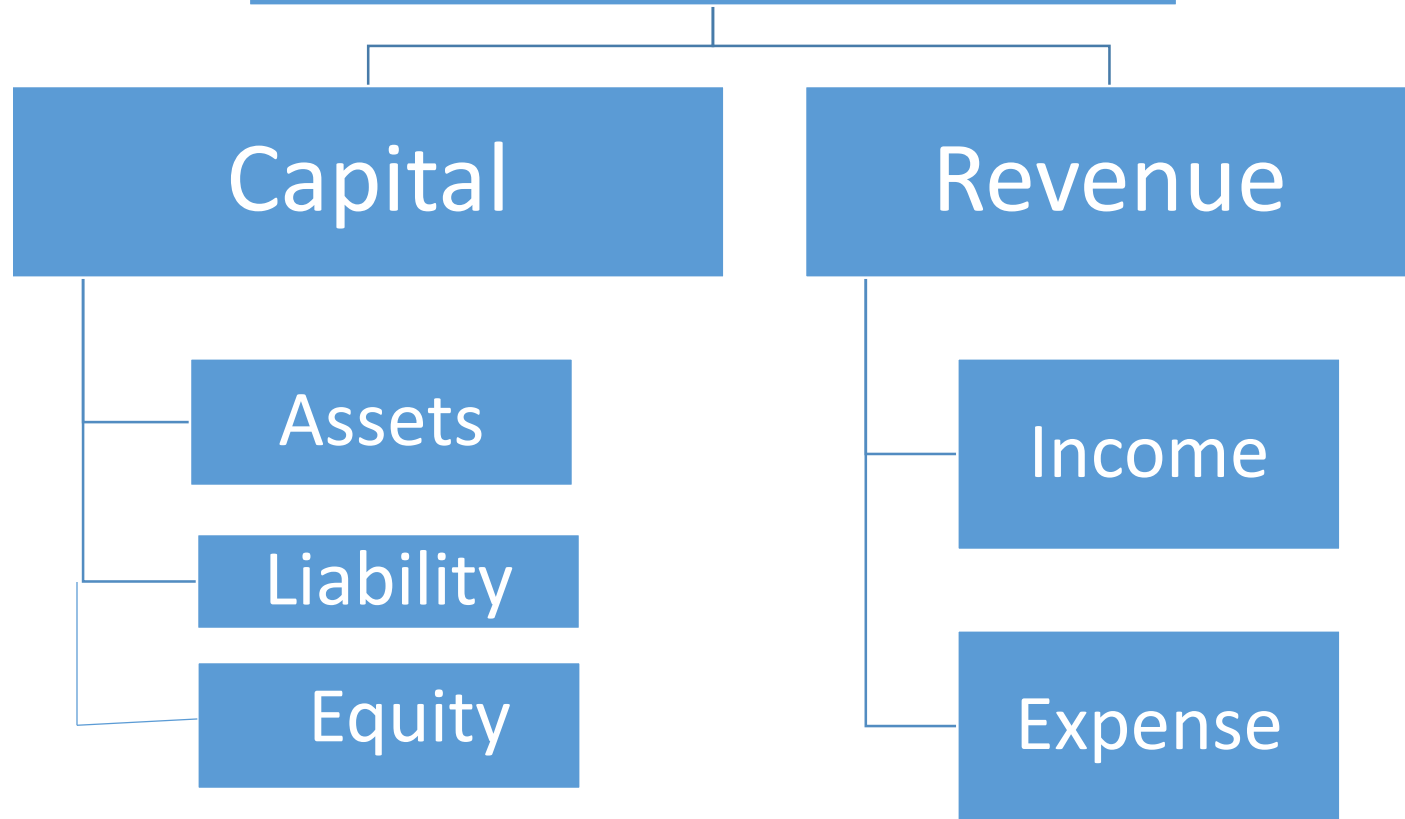 Capital
Revenue
Assets
Liability
Equity
Income
Expense